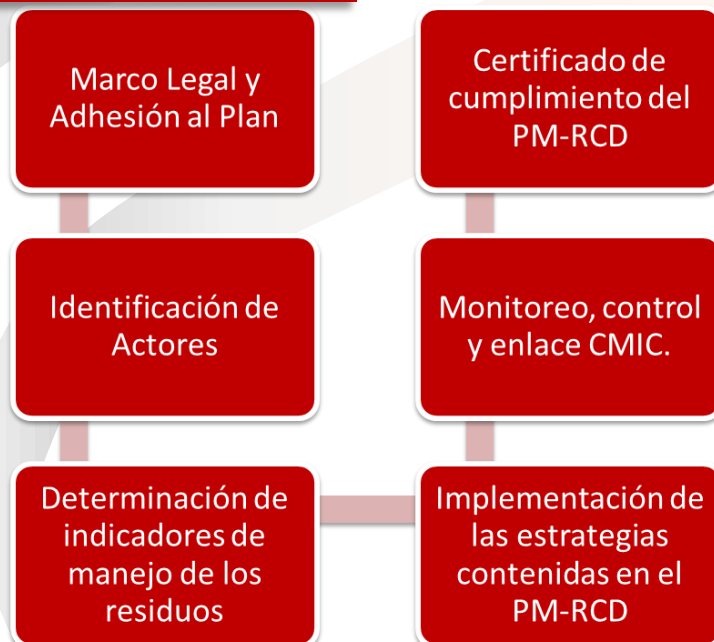 Marco Legal y
Adhesión al Plan
Identificación de
Actores
Determinación de
indicadores de
manejo de los
residuos
Implementación de
las estrategias
contenidas en el
PM-RCD
Monitoreo, control
y enlace CMIC.
Certificado de
cumplimiento del
PM-RCD